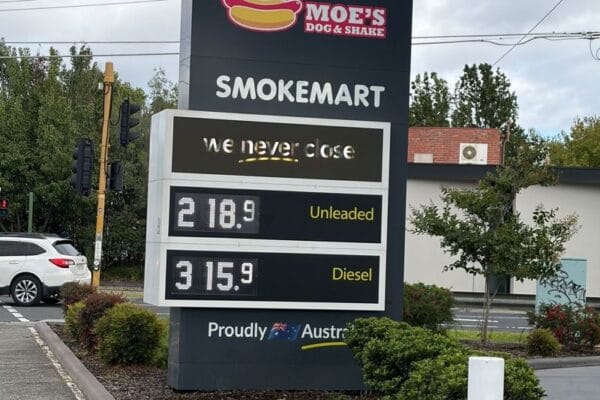 MOE'S
DOG & SHAKE
SMOKEMART
we never close
218.9 Unleaded
315.9 Diesel
Proudly